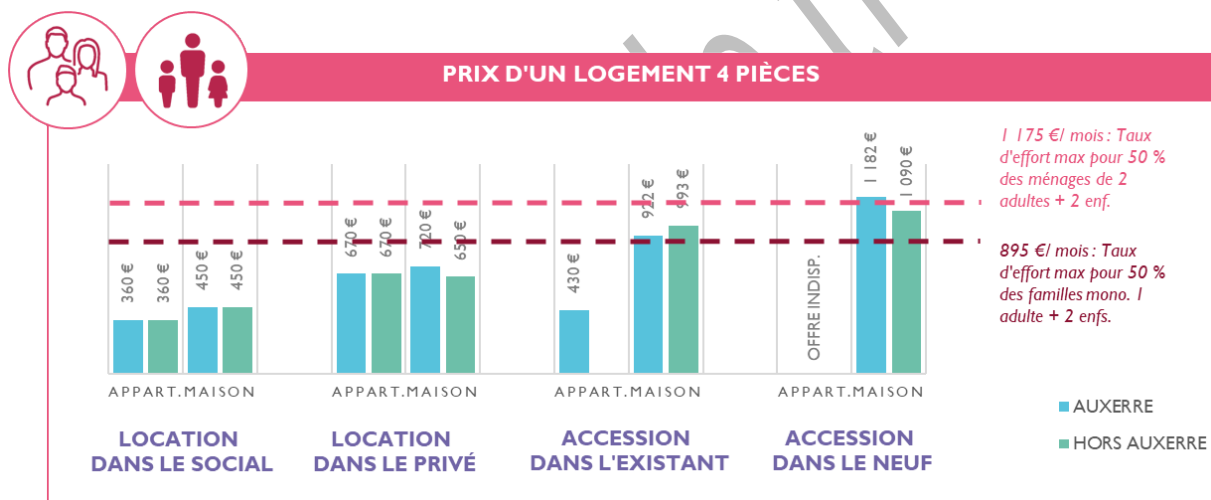 PRIX D'UN LOGEMENT 4 PIÈCES
1 175 €/ mois : Taux
d'effort max pour 50 %
des ménages de 2
adultes + 2 enf.
895 €/ mois : Taux
d'effort max pour 50 %
des familles mono. 1
adulte + 2 enfs.
360 €
360 €
450 €
450 €
670 €
670 €
720 €
650 €
430 €
922 €
993 €
OFFRE INDISP.
1 182 €
1 090 €
APPART. MAISON
APPART. MAISON
APPART. MAISON
APPART. MAISON
LOCATION
DANS LE SOCIAL
LOCATION
DANS LE PRIVÉ
ACCESSION
DANS L'EXISTANT
ACCESSION
DANS LE NEUF
AUXERRE
HORS AUXERRE